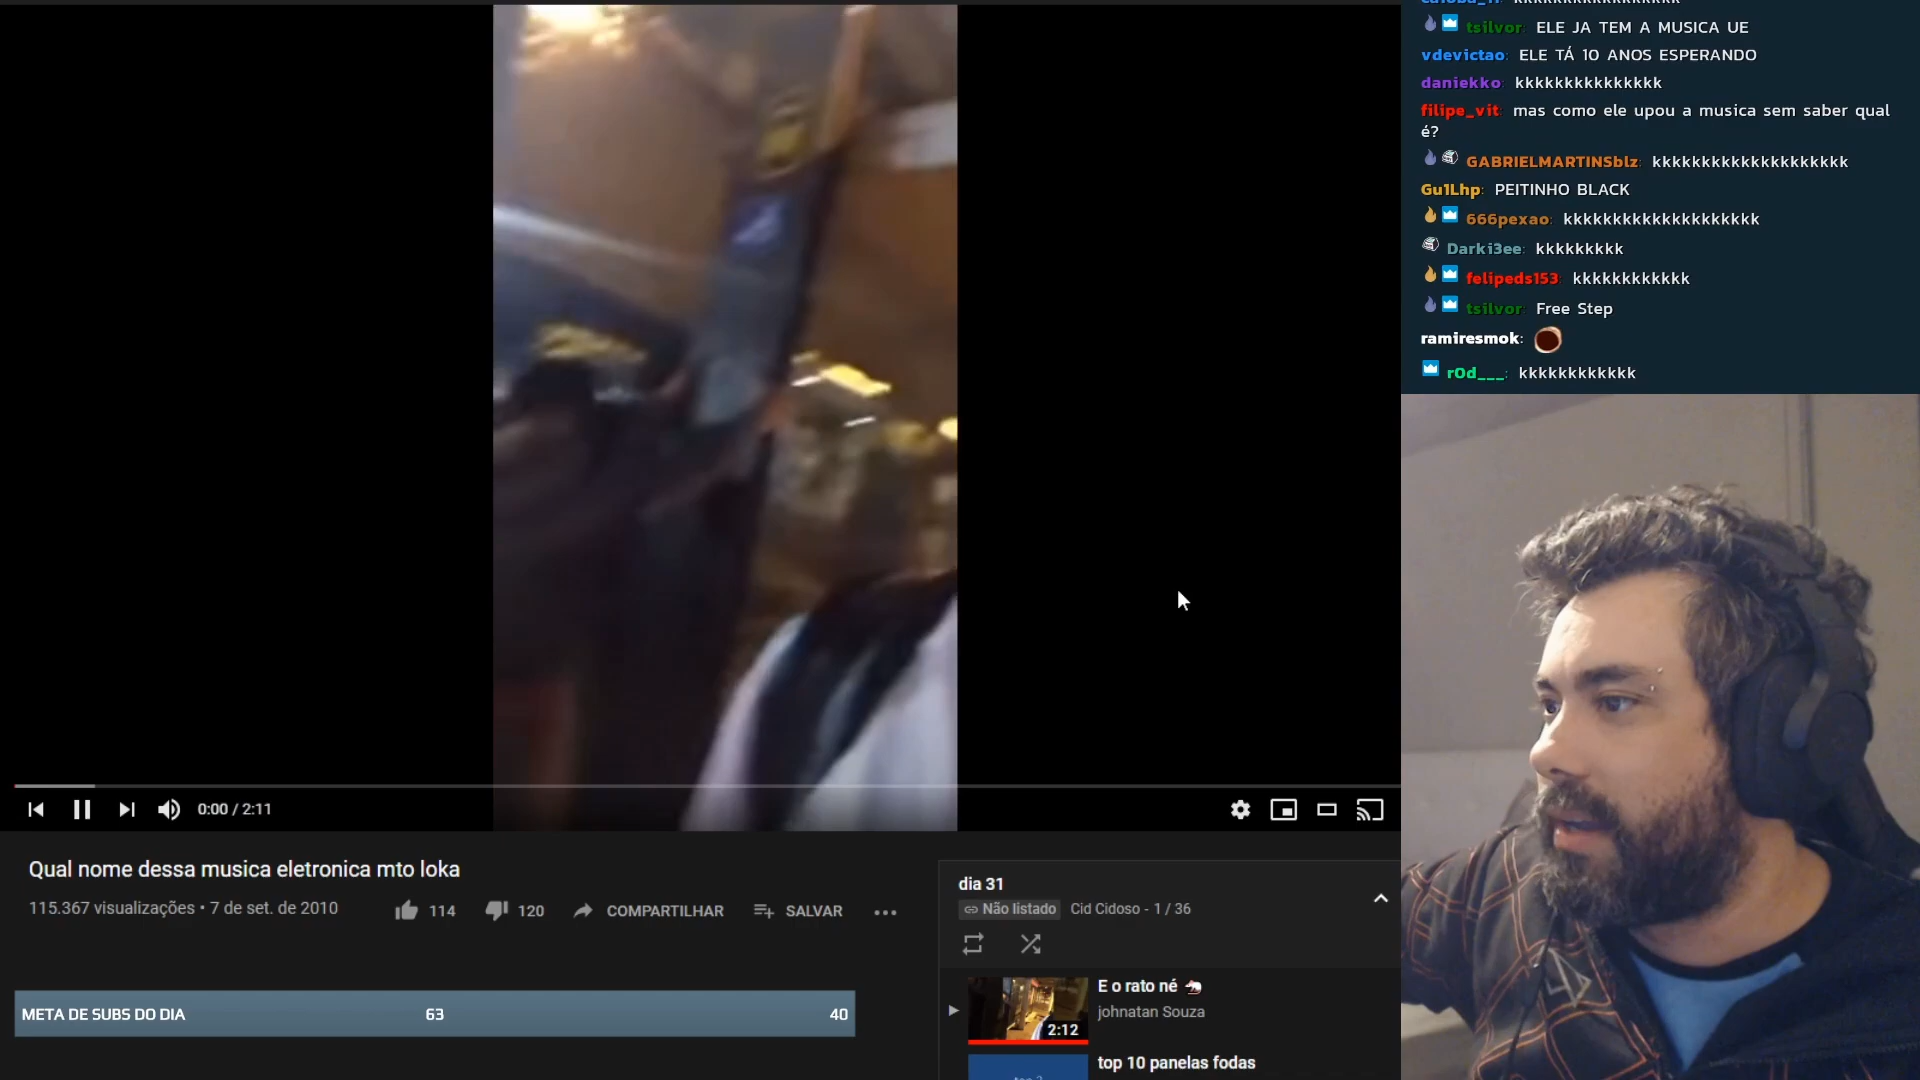 kkkkkkkkkkkkkkkkk
tsilvor: ELE JA TEM A MUSICA UE
vdevictao: ELE TÁ 10 ANOS ESPERANDO
daniekko: kkkkkkkkkkkkkkk
filipe_vit: mas como ele upou a musica sem saber qual
é?
GABRIELMARTINSblz: kkkkkkkkkkkkkkkkkkkk
Gu1Lhp: PEITINHO BLACK
666pexao: kkkkkkkkkkkkkkkkkkkk
Darki3ee: kkkkkkkkk
felipeds153: kkkkkkkkkkkk
tsilvor: Free Step
ramiresmok:
r0d___: kkkkkkkkkkkk
0:00 / 2:11
Qual nome dessa musica eletronica mto loka
115.367 visualizações • 7 de set. de 2010
114
120
COMPARTILHAR
SALVAR
META DE SUBS DO DIA 63 40
dia 31
Não listado Cid Cidoso - 1 / 36
E o rato né
johnatan Souza
2:12
top 10 panelas fodas